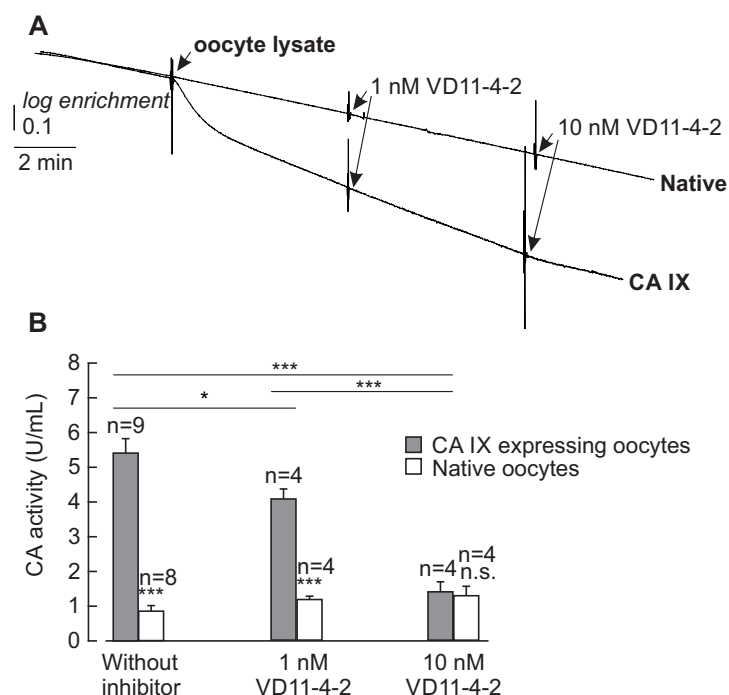 A
oocyte lysate
1 nM VD11-4-2
log enrichment
0.1
10 nM VD11-4-2
2 min
Native
CA IX
B
8
7
6
5
4
3
2
1
0
CA activity (U/mL)
***
***
*
n=9
CA IX expressing oocytes
Native oocytes
n=4
n=8
***
n=4
***
n=4
n=4
n.s.
Without
inhibitor
1 nM
VD11-4-2
10 nM
VD11-4-2